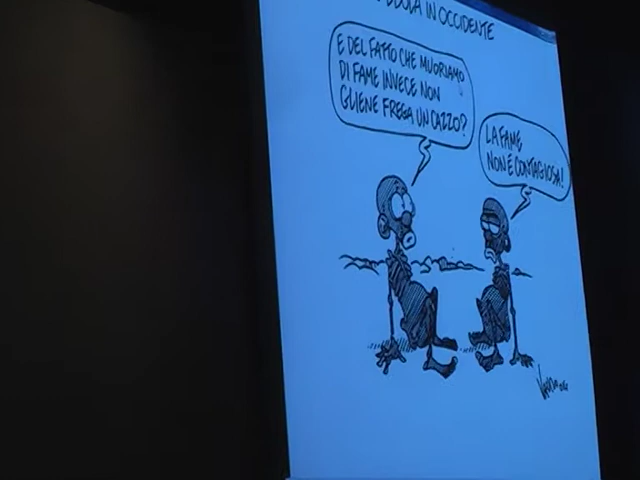 EBOLA IN OCCIDENTE
E DEL FATTO CHE MUORIAMO
DI FAME INVECE NON
GLIENE FREGA UN CAZZO?
LA FAME
NON È CONTAGIOSA!